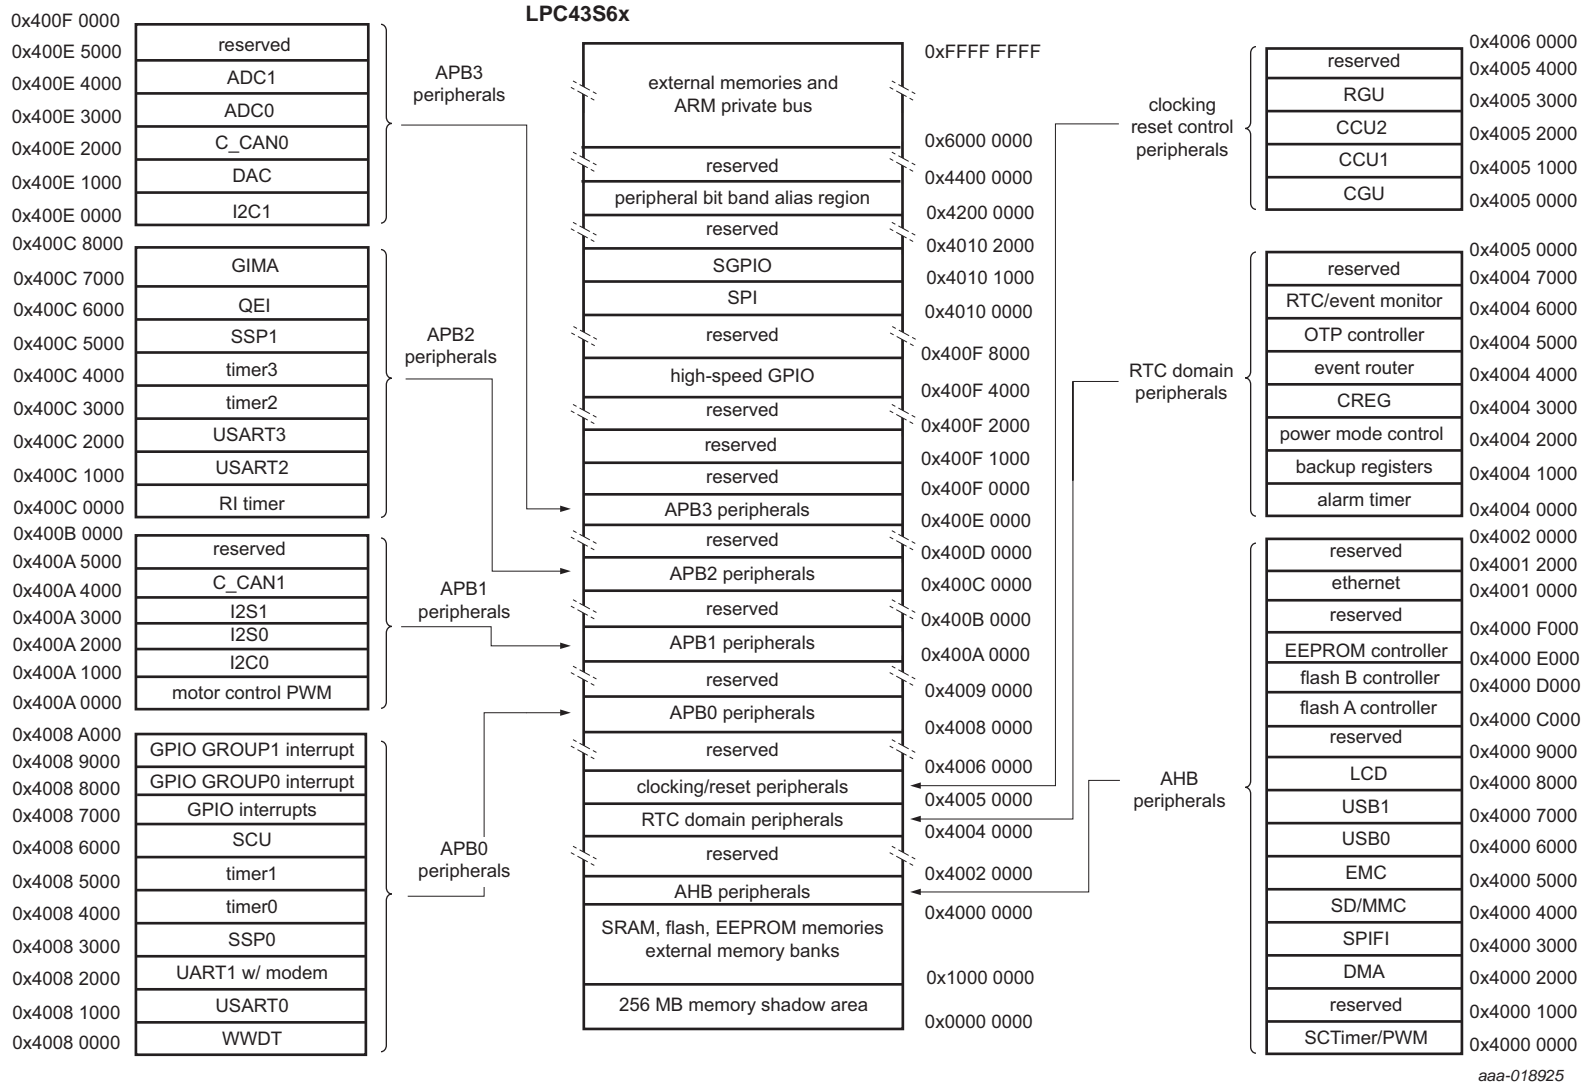 LPC43S6x
0x400F 0000
reserved
0x400E 5000
ADC1
0x400E 4000
ADC0
0x400E 3000
C_CAN0
0x400E 2000
DAC
0x400E 1000
I2C1
0x400E 0000
APB3
peripherals
0x400C 8000
GIMA
0x400C 7000
QEI
0x400C 6000
SSP1
0x400C 5000
timer3
0x400C 4000
timer2
0x400C 3000
USART3
0x400C 2000
USART2
0x400C 1000
RI timer
0x400C 0000
APB2
peripherals
0x400B 0000
reserved
0x400A 5000
C_CAN1
0x400A 4000
I2S1
0x400A 3000
I2S0
0x400A 2000
I2C0
0x400A 1000
motor control PWM
0x400A 0000
APB1
peripherals
0x4008 A000
GPIO GROUP1 interrupt
0x4008 9000
GPIO GROUP0 interrupt
0x4008 8000
GPIO interrupts
0x4008 7000
SCU
0x4008 6000
timer1
0x4008 5000
timer0
0x4008 4000
SSP0
0x4008 3000
UART1 w/ modem
0x4008 2000
USART0
0x4008 1000
WWDT
0x4008 0000
APB0
peripherals
0xFFFF FFFF
external memories and
ARM private bus
0x6000 0000
reserved
0x4400 0000
peripheral bit band alias region
0x4200 0000
reserved
0x4010 2000
SGPIO
0x4010 1000
SPI
0x4010 0000
reserved
0x400F 8000
high-speed GPIO
0x400F 4000
reserved
0x400F 2000
reserved
0x400F 1000
reserved
0x400F 0000
APB3 peripherals
0x400E 0000
reserved
0x400D 0000
APB2 peripherals
0x400C 0000
reserved
0x400B 0000
APB1 peripherals
0x400A 0000
reserved
0x4009 0000
APB0 peripherals
0x4008 0000
reserved
0x4006 0000
clocking/reset peripherals
0x4005 0000
RTC domain peripherals
0x4004 0000
reserved
0x4002 0000
AHB peripherals
0x4000 0000
SRAM, flash, EEPROM memories
external memory banks
0x1000 0000
256 MB memory shadow area
0x0000 0000
clocking
reset control
peripherals
0x4006 0000
reserved
0x4005 4000
RGU
0x4005 3000
CCU2
0x4005 2000
CCU1
0x4005 1000
CGU
0x4005 0000
RTC domain
peripherals
0x4005 0000
reserved
0x4004 7000
RTC/event monitor
0x4004 6000
OTP controller
0x4004 5000
event router
0x4004 4000
CREG
0x4004 3000
power mode control
0x4004 2000
backup registers
0x4004 1000
alarm timer
0x4004 0000
AHB
peripherals
0x4002 0000
reserved
0x4001 2000
ethernet
0x4001 0000
reserved
0x4000 F000
EEPROM controller
0x4000 E000
flash B controller
0x4000 D000
flash A controller
0x4000 C000
reserved
0x4000 9000
LCD
0x4000 8000
USB1
0x4000 7000
USB0
0x4000 6000
EMC
0x4000 5000
SD/MMC
0x4000 4000
SPIFI
0x4000 3000
DMA
0x4000 2000
reserved
0x4000 1000
SCTimer/PWM
0x4000 0000
aaa-018925